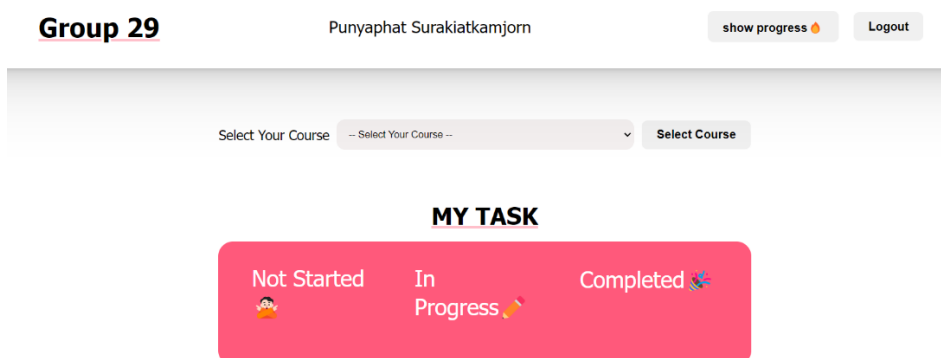 Group 29
Punyaphat Surakiatkamjorn
show progress🔥
Logout
Select Your Course
-- Select Your Course --
Select Course
MY TASK
Not Started
🙅🏻
In
Progress✏️
Completed🎉